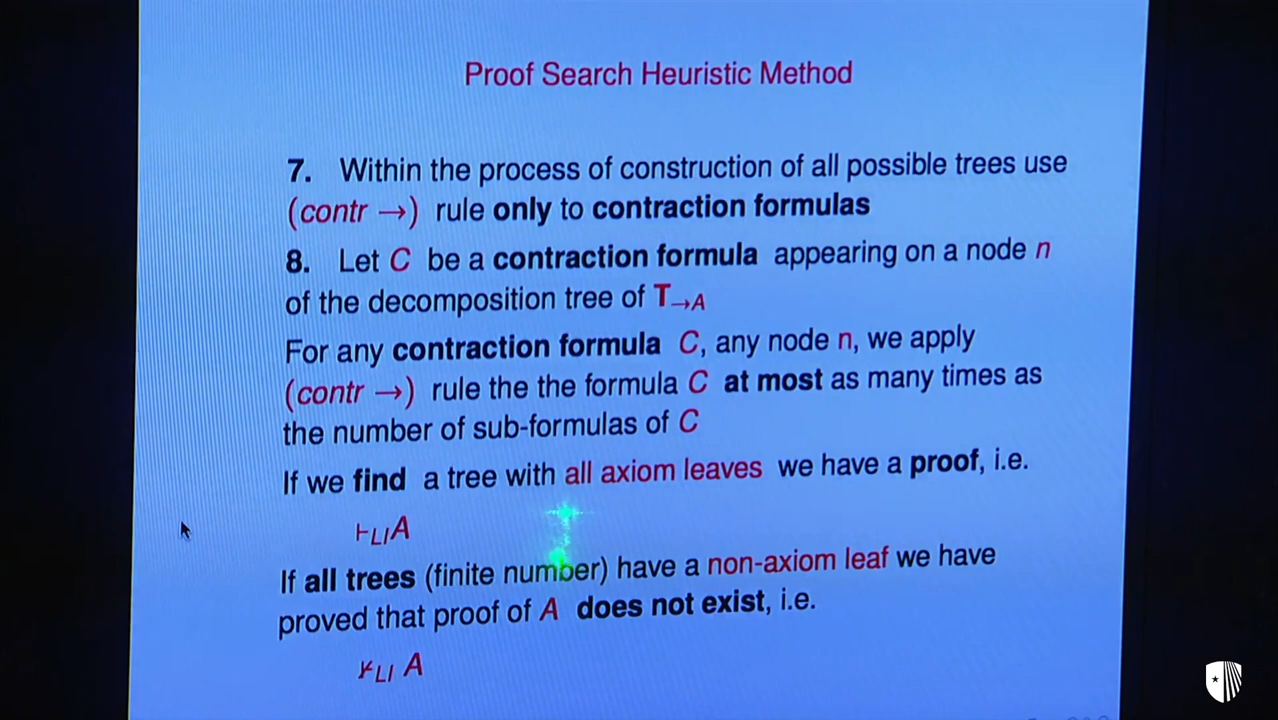 Proof Search Heuristic Method
7. Within the process of construction of all possible trees use
(contr →) rule only to contraction formulas
8. Let C be a contraction formula appearing on a node n
of the decomposition tree of T→A
For any contraction formula C, any node n, we apply
(contr →) rule the the formula C at most as many times as
the number of sub-formulas of C
If we find a tree with all axiom leaves we have a proof, i.e.
⊢LI A
If all trees (finite number) have a non-axiom leaf we have
proved that proof of A does not exist, i.e.
⊬LI A